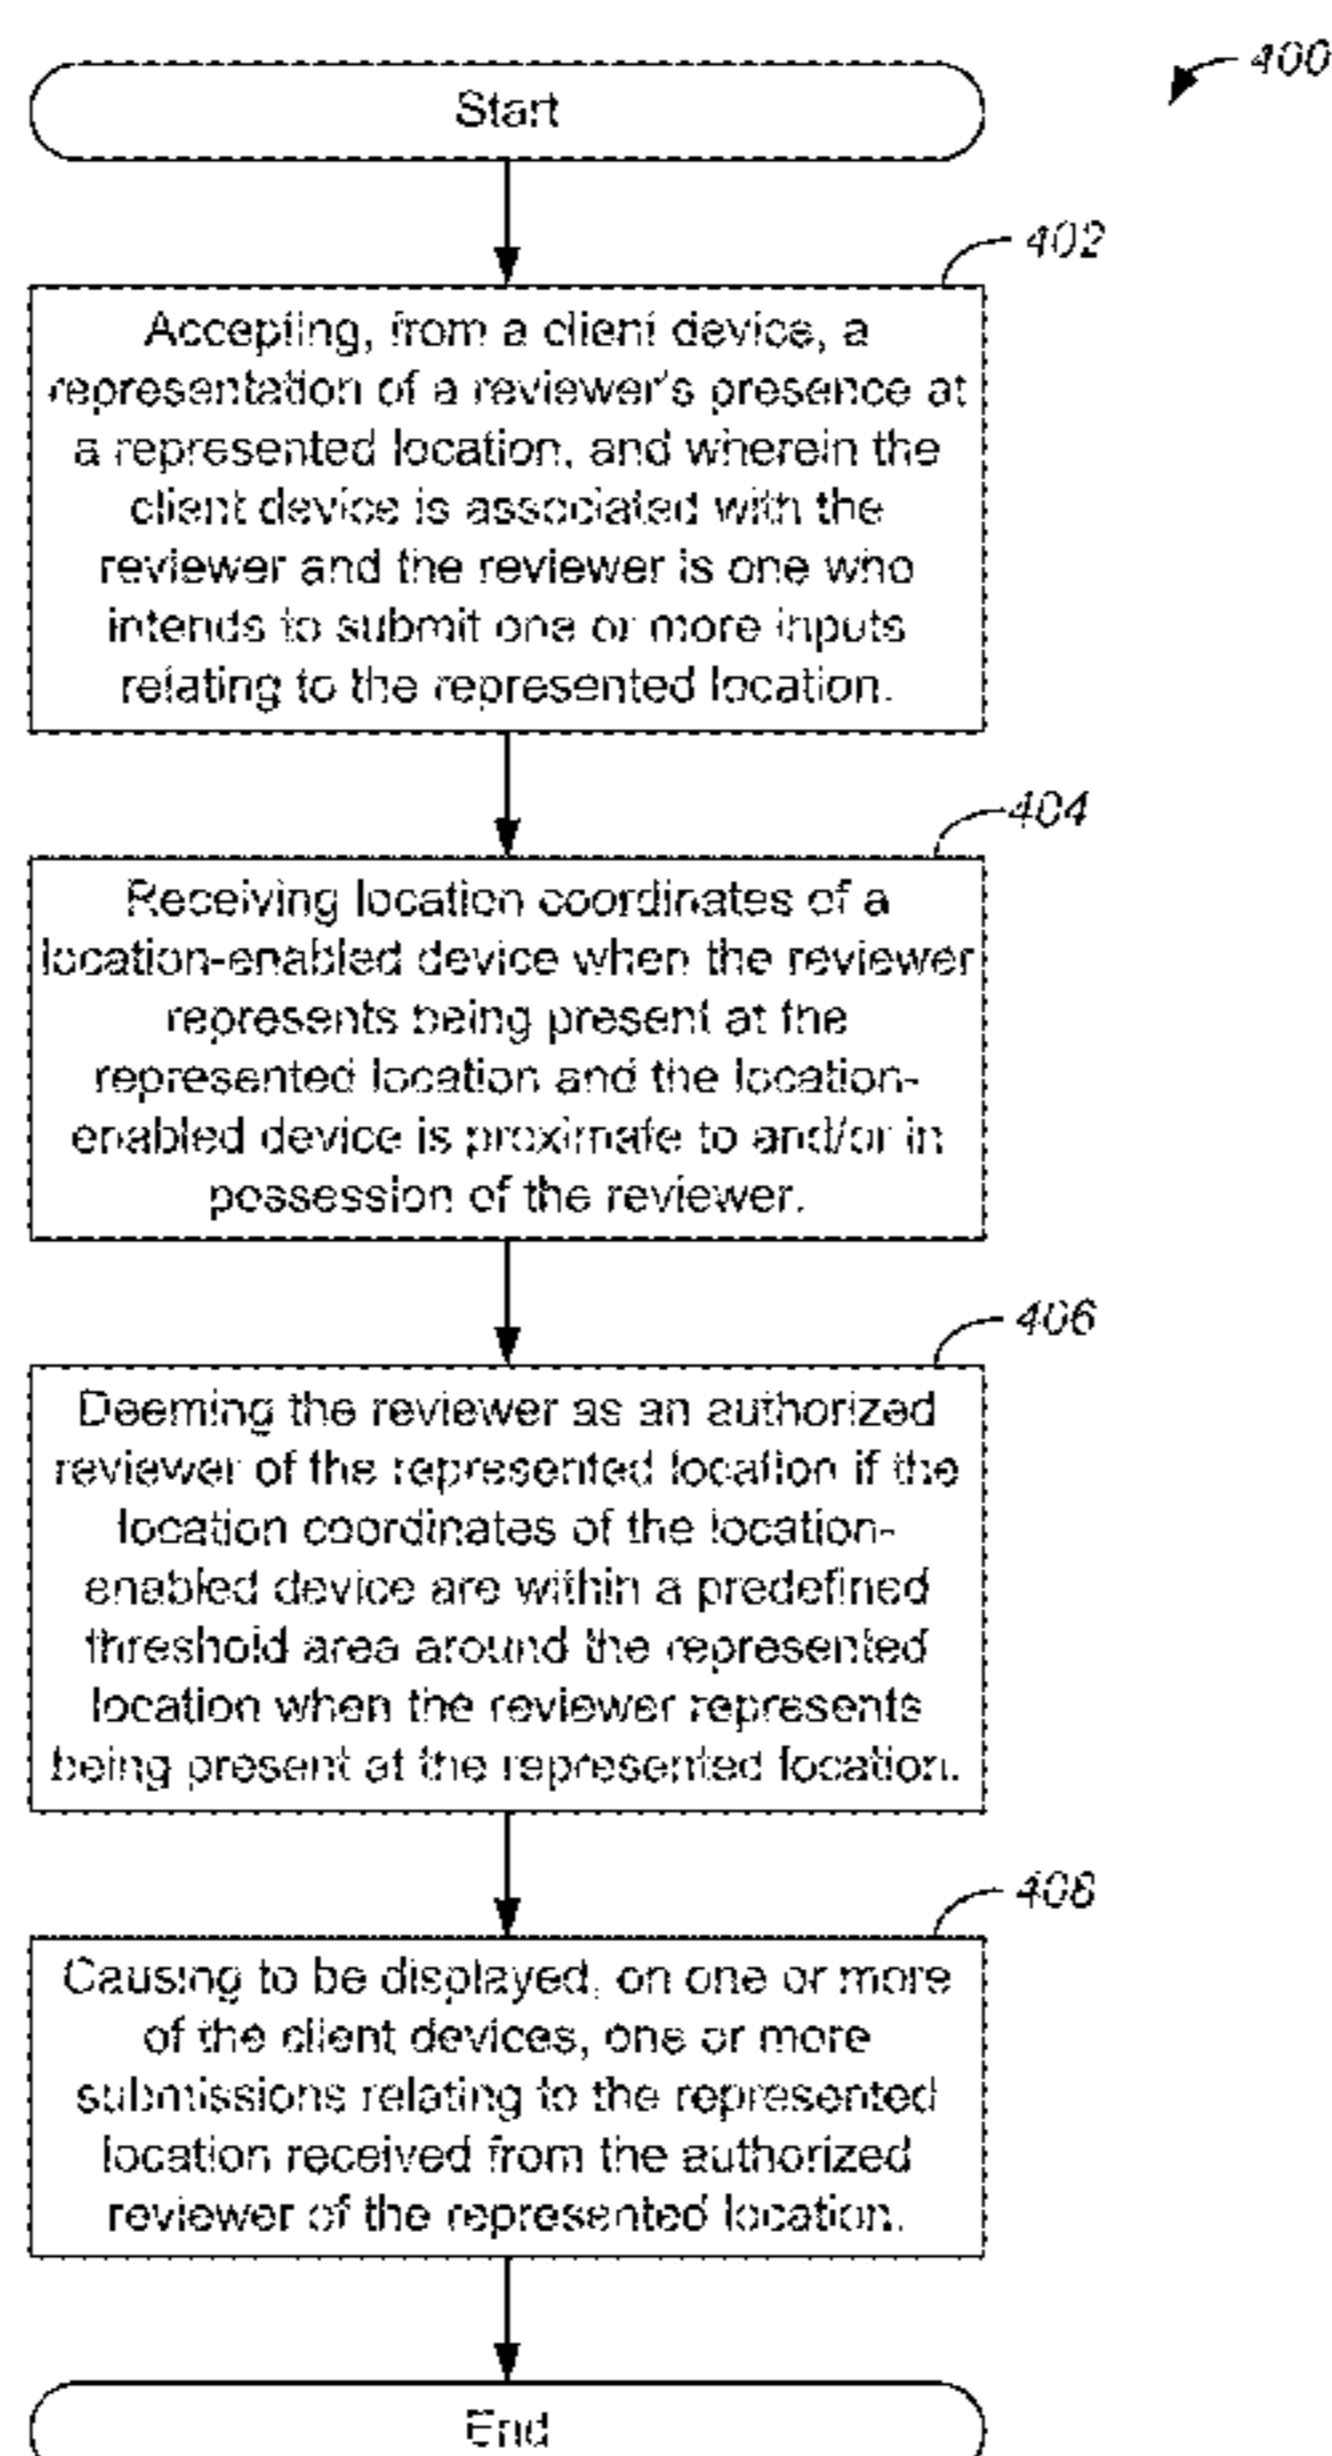 400
Start
402
Accepting, from a client device, a
representation of a reviewer's presence at
a represented location, and wherein the
client device is associated with the
reviewer and the reviewer is one who
intends to submit one or more inputs
relating to the represented location.
404
Receiving location coordinates of a
location-enabled device when the reviewer
represents being present at the
represented location and the location-
enabled device is proximate to and/or in
possession of the reviewer.
406
Deeming the reviewer as an authorized
reviewer of the represented location if the
location coordinates of the location-
enabled device are within a predefined
threshold area around the represented
location when the reviewer represents
being present at the represented location.
408
Causing to be displayed, on one or more
of the client devices, one or more
submissions relating to the represented
location received from the authorized
reviewer of the represented location.
End